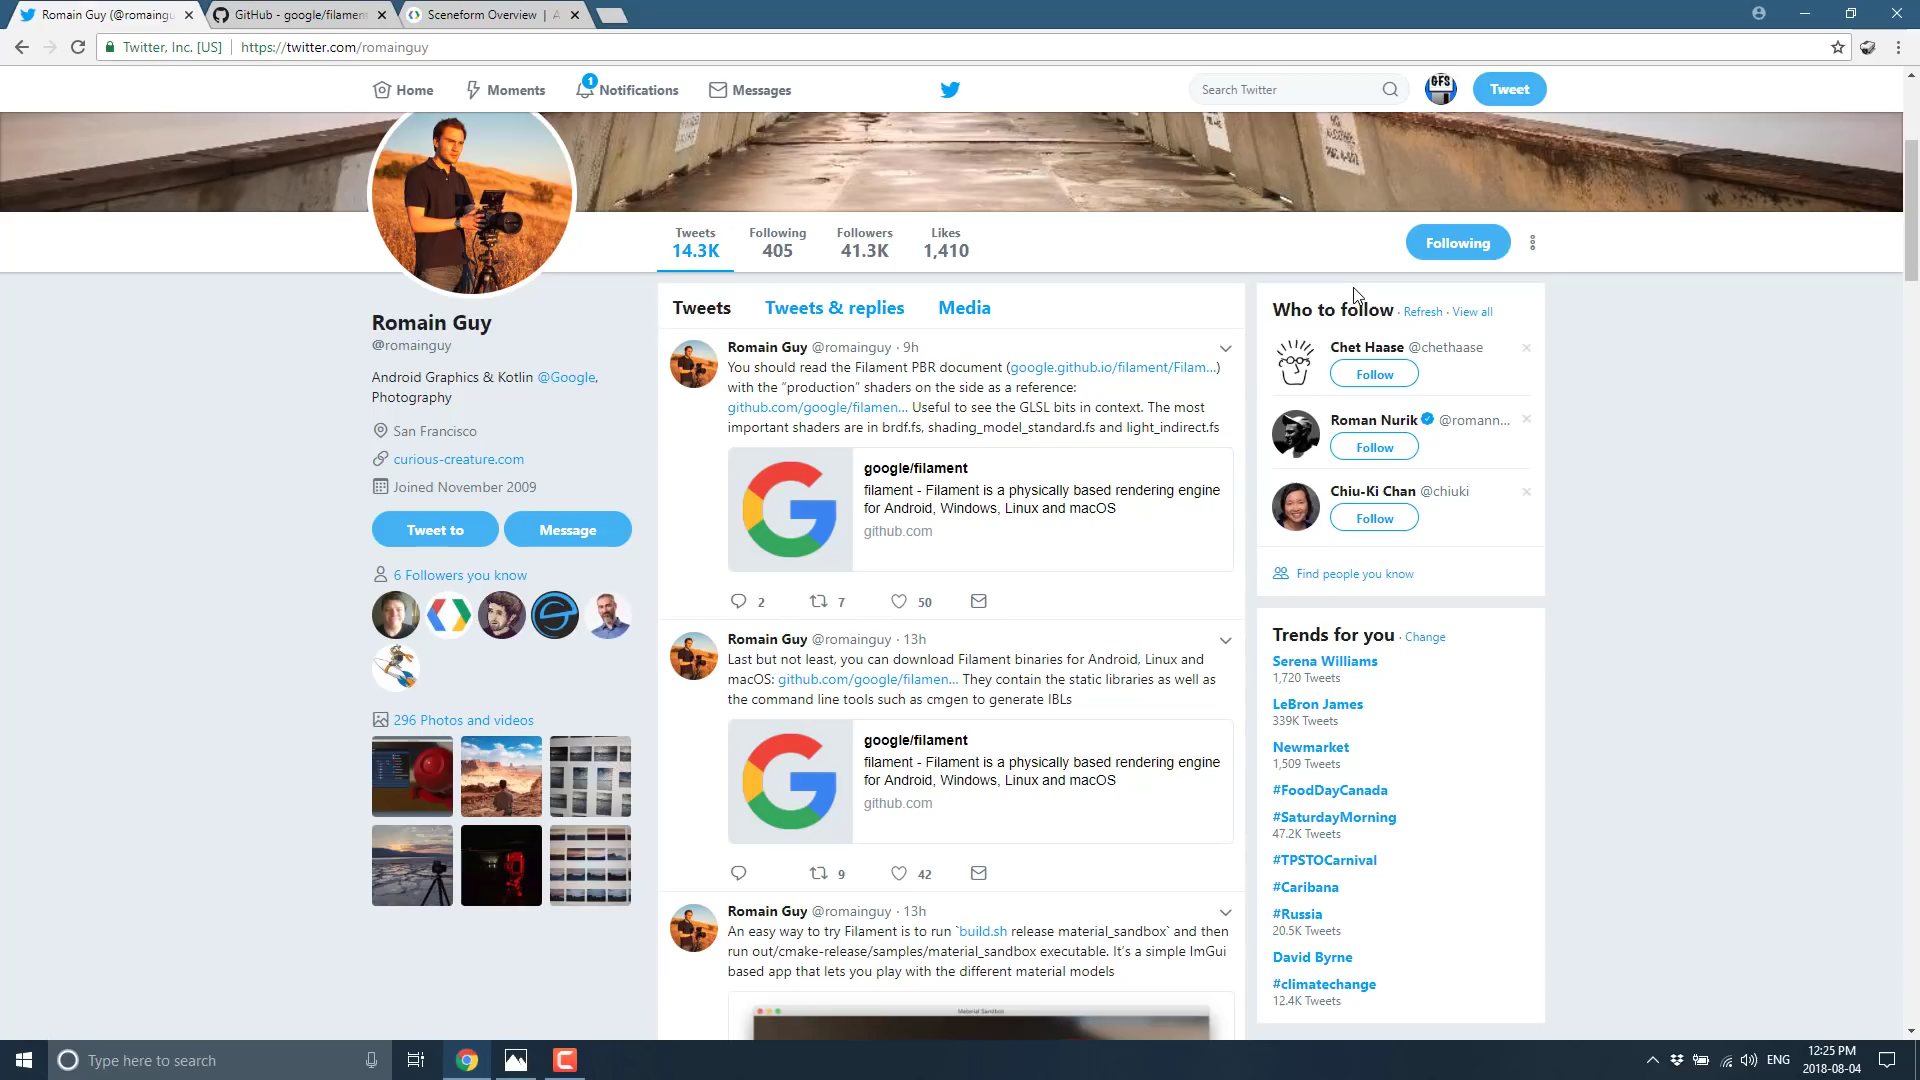 Romain Guy (@romaingu
GitHub - google/filamen
Sceneform Overview | A
Twitter, Inc. [US]
https://twitter.com/romainguy
Home
Moments
1
Notifications
Messages
Search Twitter
GFS
Tweet
Tweets
14.3K
Following
405
Followers
41.3K
Likes
1,410
Following
Romain Guy
@romainguy
Android Graphics & Kotlin @Google,
Photography
San Francisco
curious-creature.com
Joined November 2009
Tweet to
Message
6 Followers you know
296 Photos and videos
Tweets
Tweets & replies
Media
Romain Guy @romainguy · 9h
You should read the Filament PBR document (google.github.io/filament/Filam...)
with the “production” shaders on the side as a reference:
github.com/google/filamen... Useful to see the GLSL bits in context. The most
important shaders are in brdf.fs, shading_model_standard.fs and light_indirect.fs
google/filament
filament - Filament is a physically based rendering engine
for Android, Windows, Linux and macOS
github.com
2
7
50
Romain Guy @romainguy · 13h
Last but not least, you can download Filament binaries for Android, Linux and
macOS: github.com/google/filamen... They contain the static libraries as well as
the command line tools such as cmgen to generate IBLs
google/filament
filament - Filament is a physically based rendering engine
for Android, Windows, Linux and macOS
github.com
9
42
Romain Guy @romainguy · 13h
An easy way to try Filament is to run `build.sh release material_sandbox` and then
run out/cmake-release/samples/material_sandbox executable. It's a simple ImGui
based app that lets you play with the different material models
Material Sandbox
Who to follow · Refresh · View all
Chet Haase @chethaase
Follow
Roman Nurik @romann...
Follow
Chiu-Ki Chan @chiuki
Follow
Find people you know
Trends for you · Change
Serena Williams
1,720 Tweets
LeBron James
339K Tweets
Newmarket
1,509 Tweets
#FoodDayCanada
#SaturdayMorning
47.2K Tweets
#TPSTOCarnival
#Caribana
#Russia
20.5K Tweets
David Byrne
#climatechange
12.4K Tweets
Type here to search
ENG
12:25 PM
2018-08-04